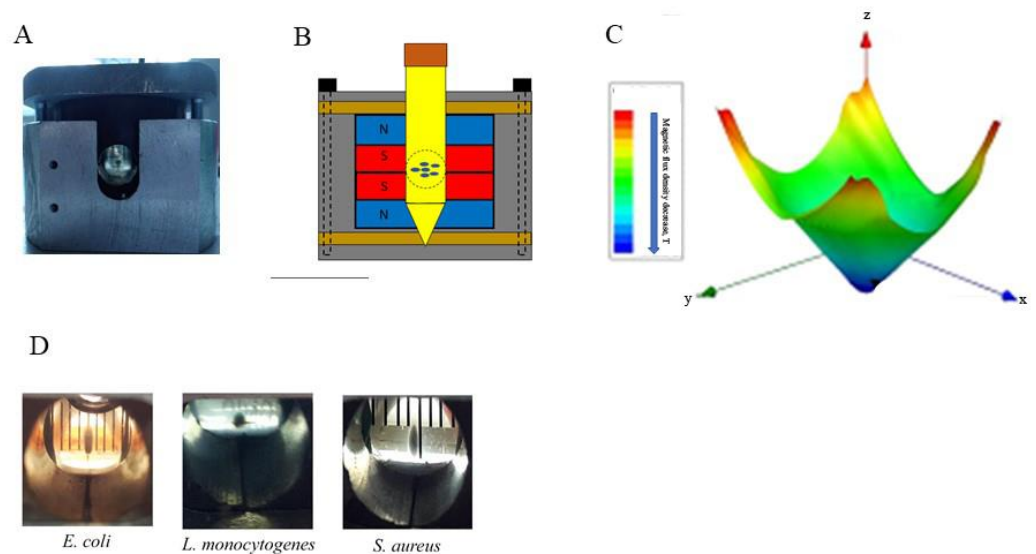 A
B
C
N
S
S
N
Magnetic flux density decrease, T
z
y
x
D
E. coli
L. monocytogenes
S. aureus